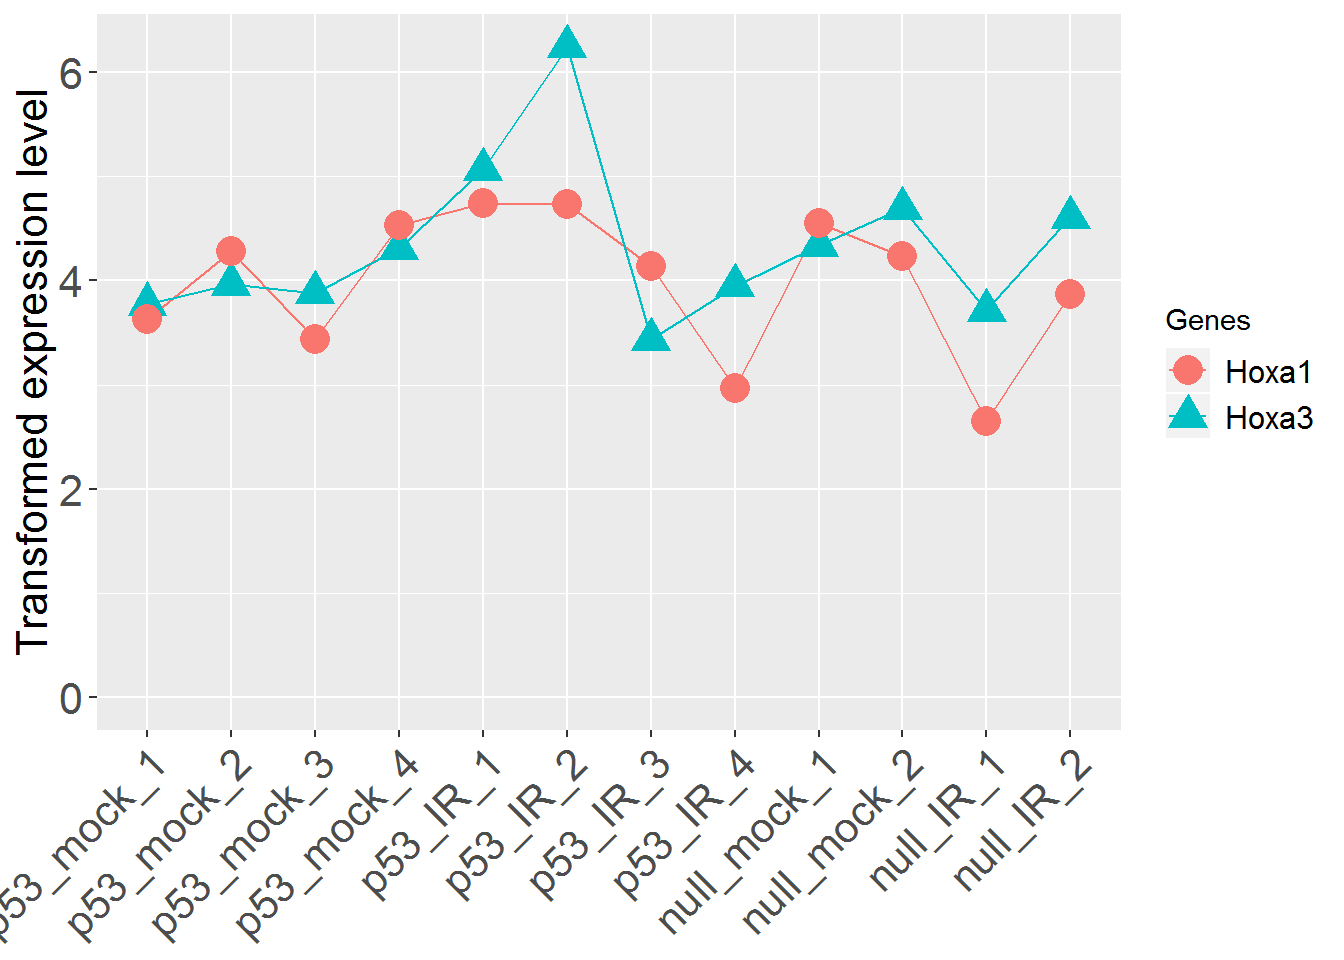 Transformed expression level
6
4
2
0
p53_mock_1
p53_mock_2
p53_mock_3
p53_mock_4
p53_IR_1
p53_IR_2
p53_IR_3
p53_IR_4
null_mock_1
null_mock_2
null_IR_1
null_IR_2
Genes
Hoxa1
Hoxa3